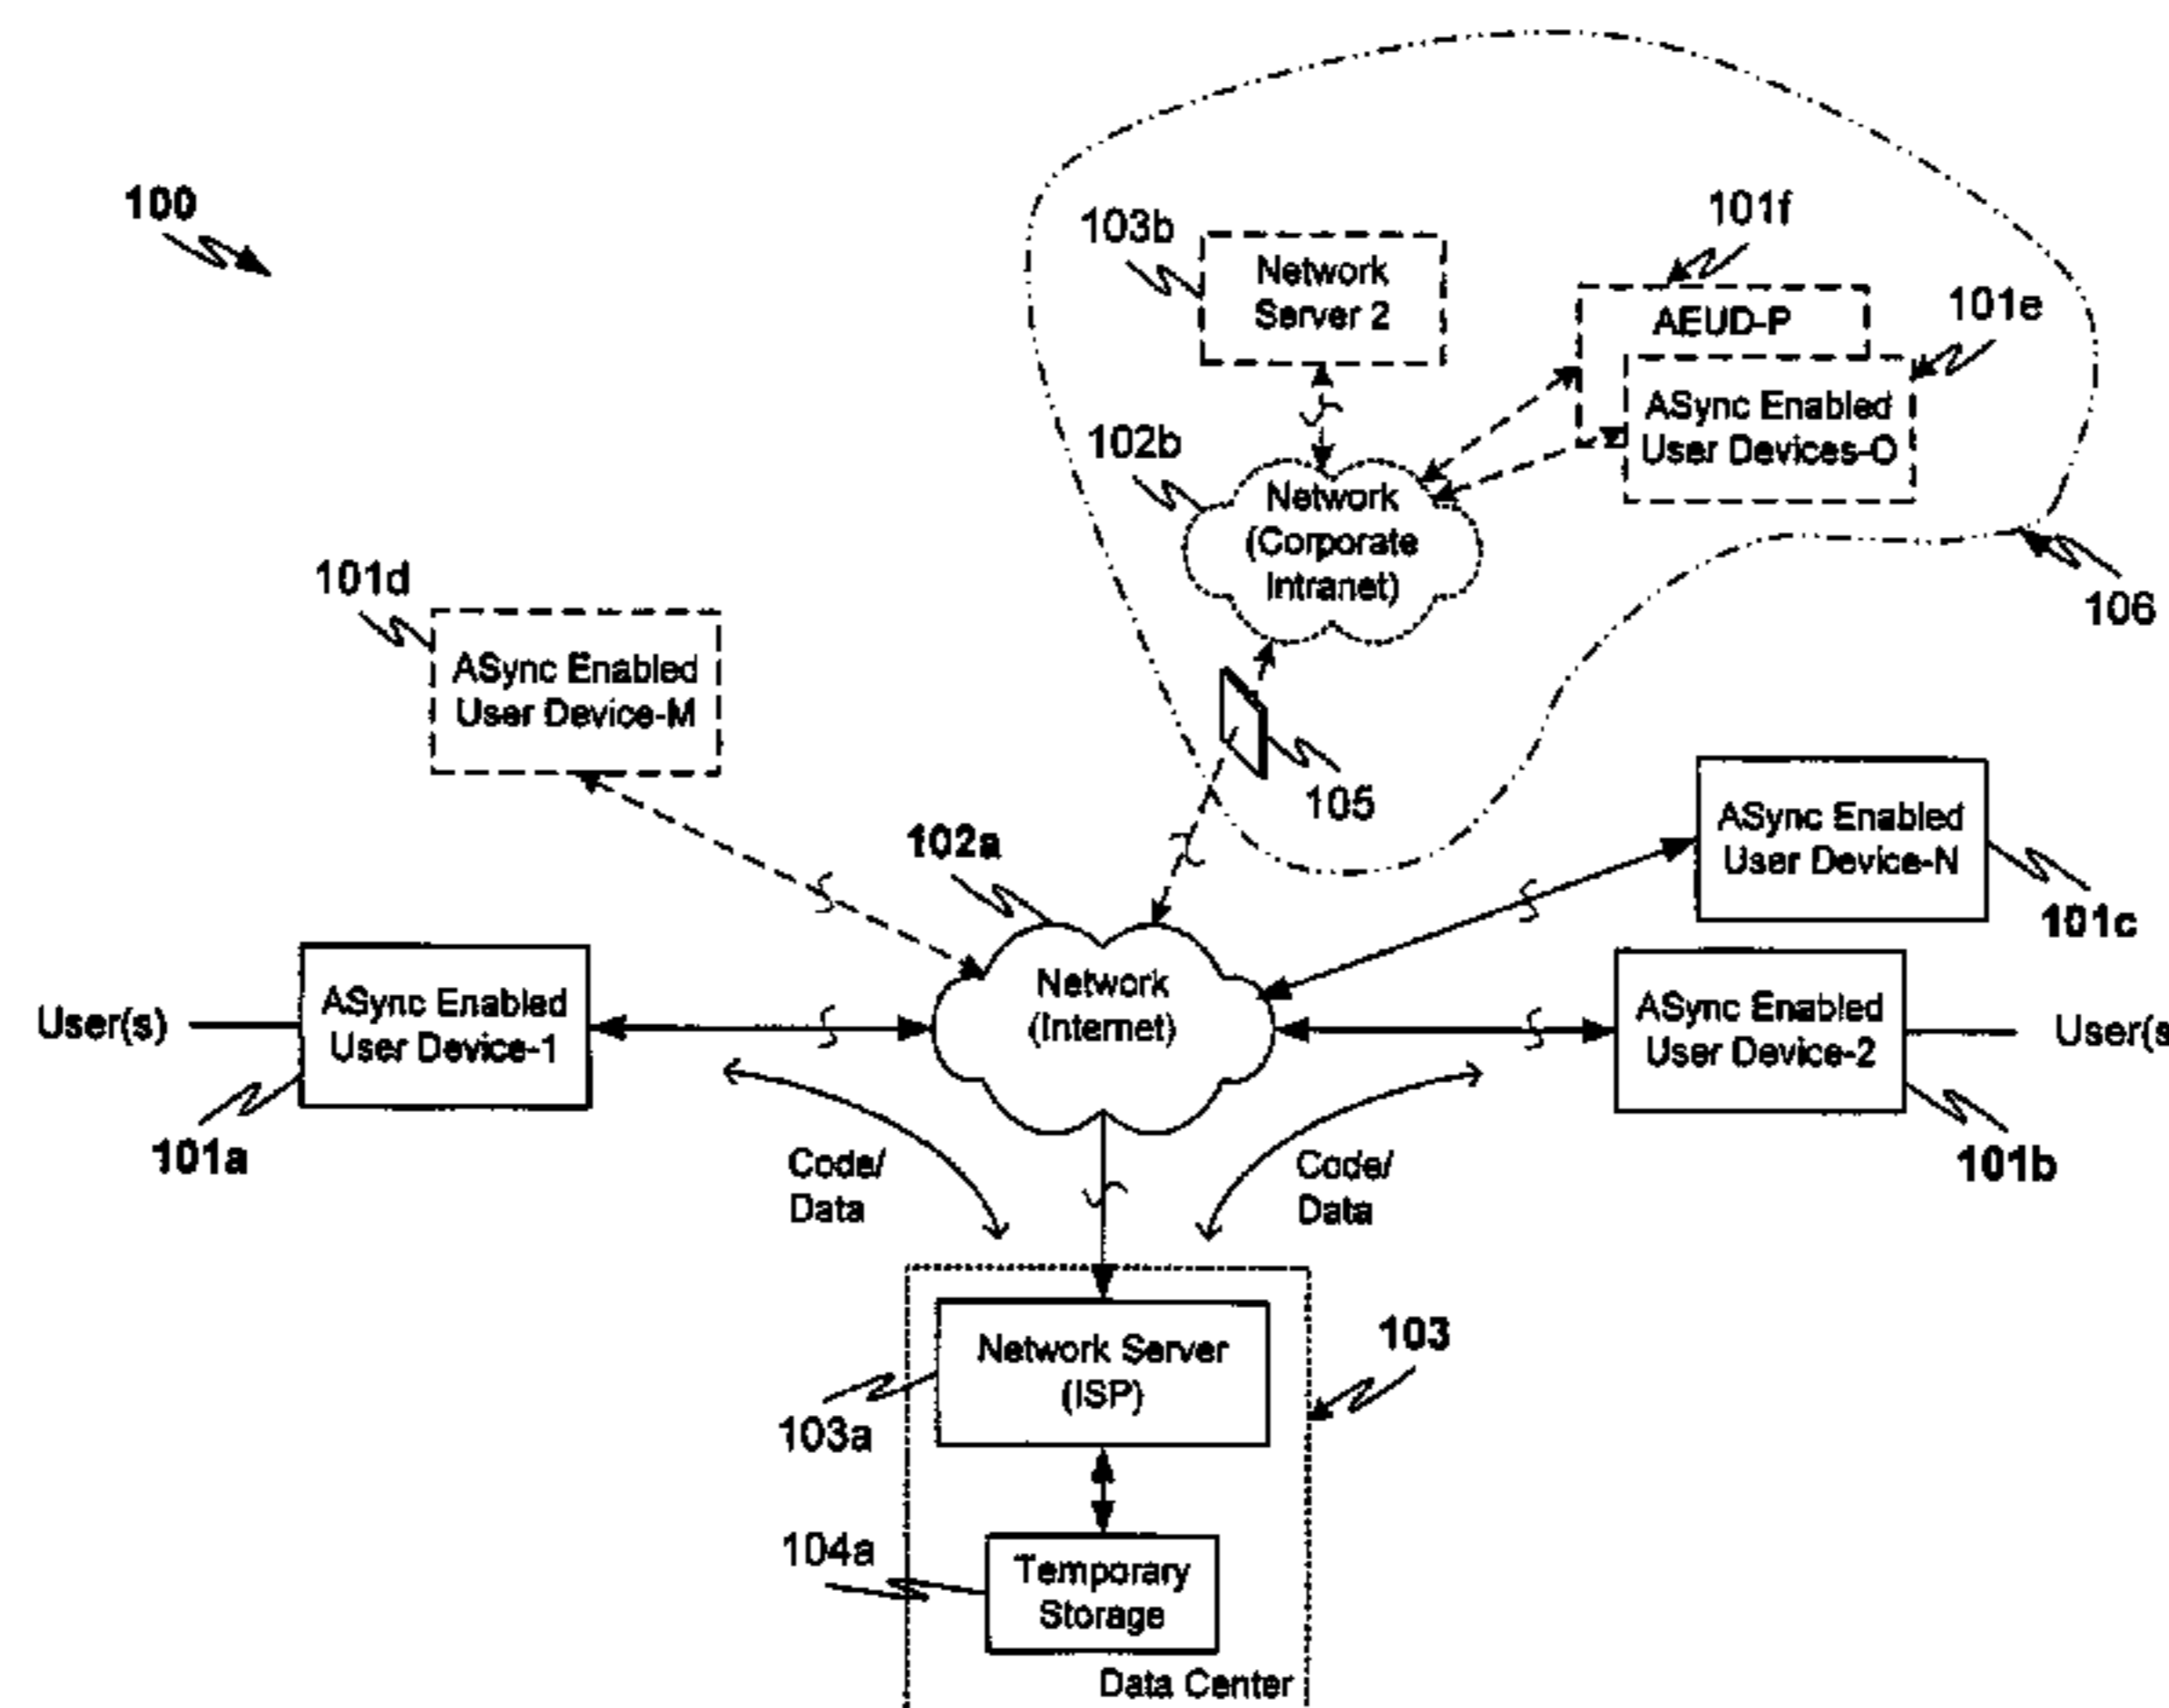 100
103b
Network
Server 2
101f
AEUD-P
101e
ASync Enabled
User Devices-O
102b
Network
(Corporate
Intranet)
106
101d
ASync Enabled
User Device-M
105
102a
ASync Enabled
User Device-N
101c
User(s)
ASync Enabled
User Device-1
101a
Network
(Internet)
ASync Enabled
User Device-2
User(s
101b
Code/
Data
Code/
Data
103
Network Server
(ISP)
103a
104a
Temporary
Storage
Data Center